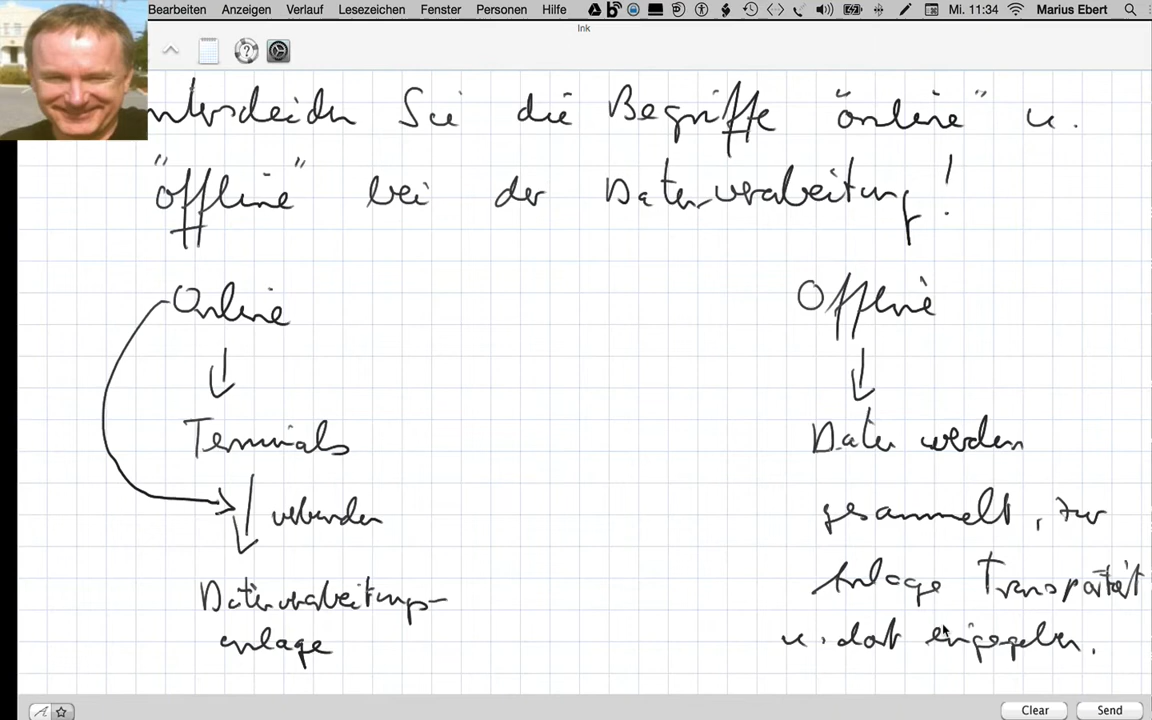 Bearbeiten Anzeigen Verlauf Lesezeichen Fenster Personen Hilfe Mi. 11:34 Marius Ebert
Ink
nterscheiden Sie die Begriffe "online" u.
"offline" bei der Datenverarbeitung!
Online Offline
Terminals Daten werden
verbunden gesammelt, zur
Datenverarbeitungs- Anlage Transportiert
anlage u. dort eingegeben.
Clear Send